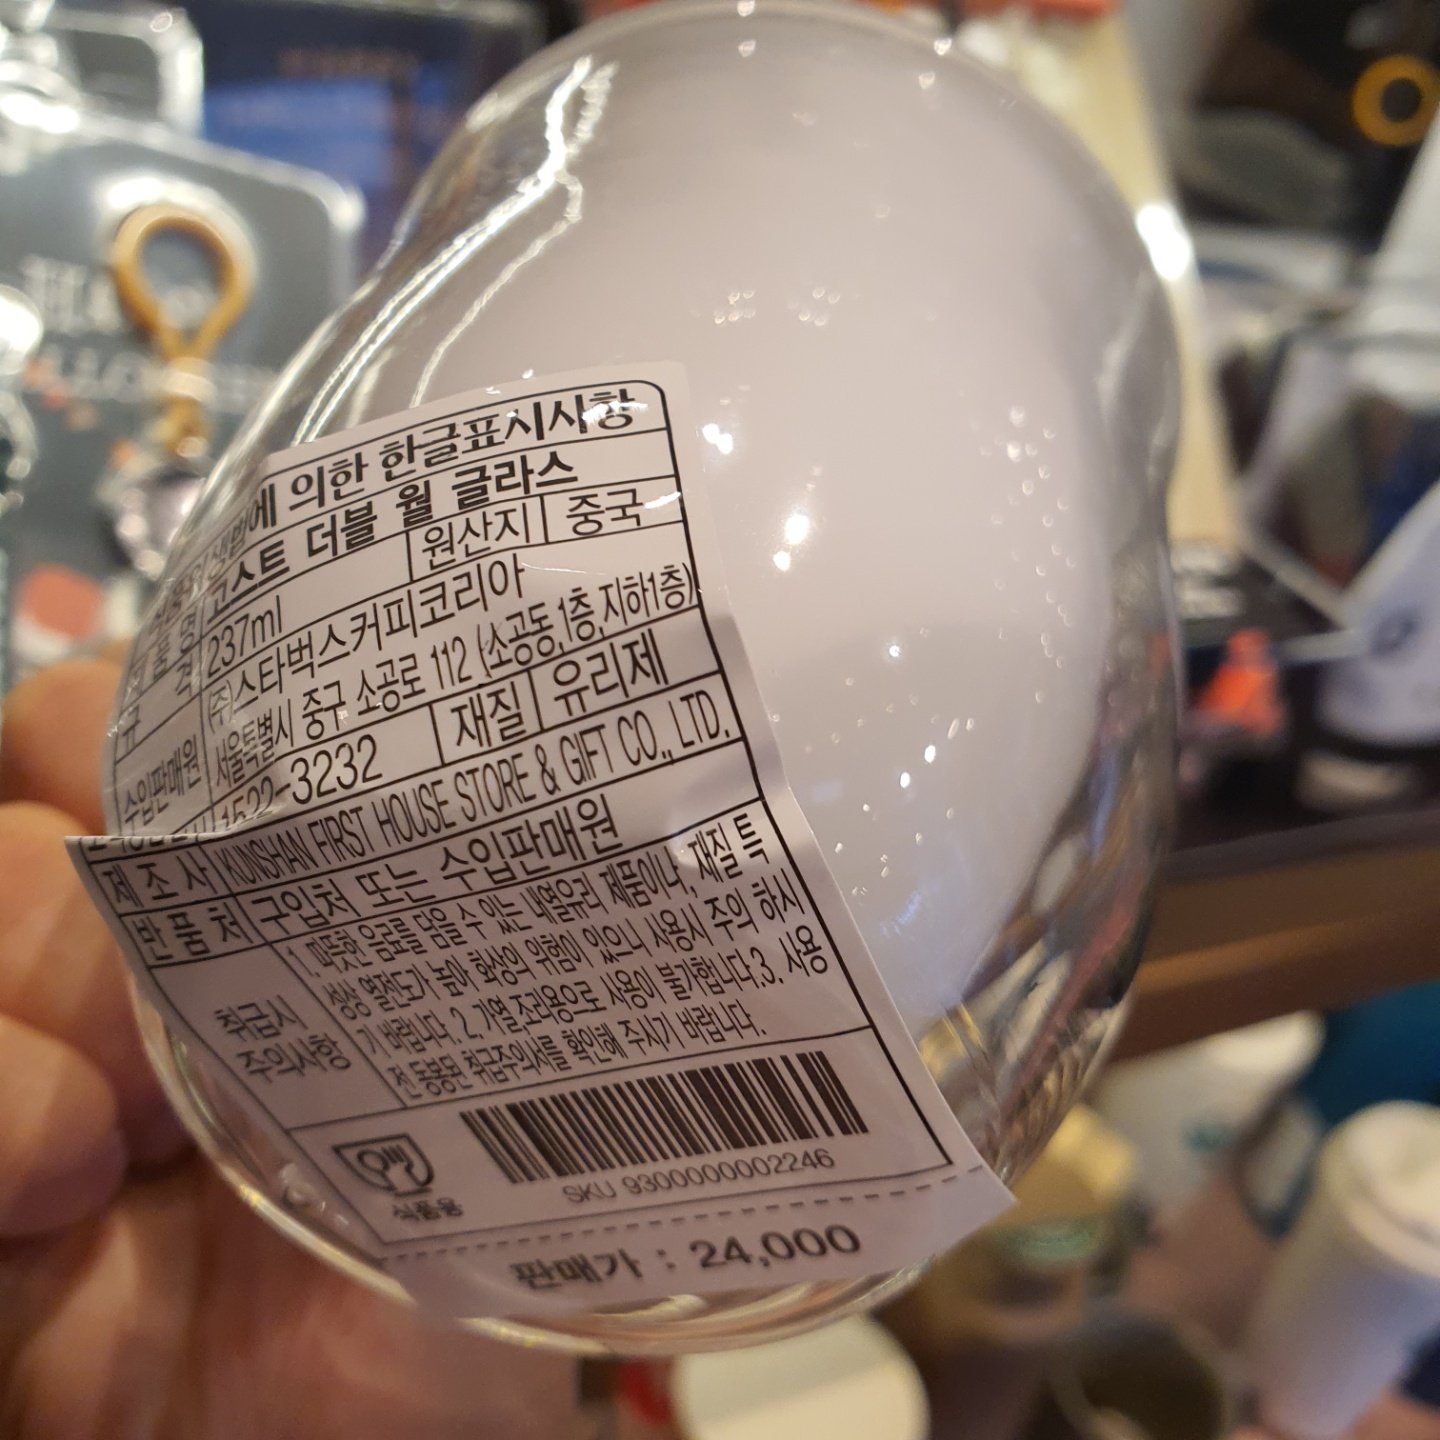 에 의한 한글표시사항
고스트 더블 월 글라스
237ml 원산지 중국
수입판매원 (주)스타벅스커피코리아
서울특별시 중구 소공로 112 (소공동,1층,지하1층)
1522-3232 재질 유리제
제 조 사 KUNSHAN FIRST HOUSE STORE & GIFT CO., LTD.
반 품 처 구입처 또는 수입판매원
취급시
주의사항
1. 따뜻한 음료를 담을 수 있는 내열유리 제품이나, 재질 특
성상 열전도가 높아 화상의 위험이 있으니 사용시 주의 하시
기 바랍니다. 2. 가열,조리용으로 사용이 불가합니다.3. 사용
전 동봉된 취급주의서를 확인해 주시기 바랍니다.
식품용
SKU 9300000002246
판매가 : 24,000